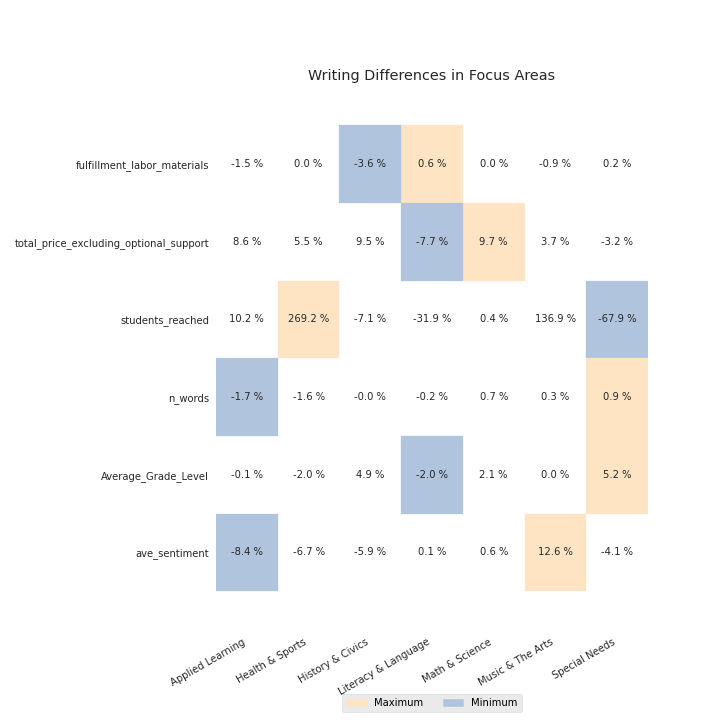 Writing Differences in Focus Areas
fulfillment_labor_materials -1.5 % 0.0 % -3.6 % 0.6 % 0.0 % -0.9 % 0.2 %
total_price_excluding_optional_support 8.6 % 5.5 % 9.5 % -7.7 % 9.7 % 3.7 % -3.2 %
students_reached 10.2 % 269.2 % -7.1 % -31.9 % 0.4 % 136.9 % -67.9 %
n_words -1.7 % -1.6 % -0.0 % -0.2 % 0.7 % 0.3 % 0.9 %
Average_Grade_Level -0.1 % -2.0 % 4.9 % -2.0 % 2.1 % 0.0 % 5.2 %
ave_sentiment -8.4 % -6.7 % -5.9 % 0.1 % 0.6 % 12.6 % -4.1 %
Applied Learning
Health & Sports
History & Civics
Literacy & Language
Math & Science
Music & The Arts
Special Needs
Maximum Minimum